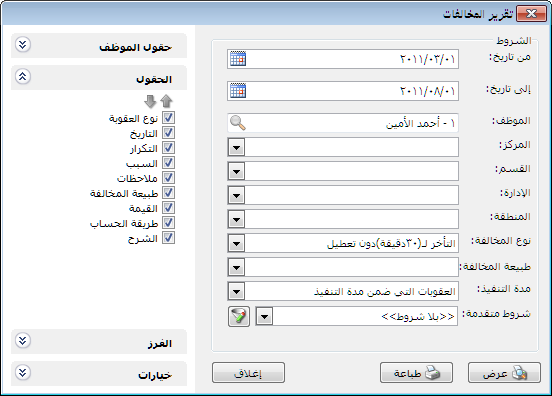 تقرير المخالفات
الشروط
من تاريخ: ٢٠١١/٠٣/٠١
إلى تاريخ: ٢٠١١/٠٨/٠١
الموظف: ١ - أحمد الأمين
المركز:
القسم:
الإدارة:
المنطقة:
نوع المخالفة: التأخر لـ(٣٠دقيقة)دون تعطيل
طبيعة المخالفة:
مدة التنفيذ: العقوبات التي ضمن مدة التنفيذ
شروط متقدمة: <<بلا شروط>>
عرض
طباعة
إغلاق
حقول الموظف
الحقول
نوع العقوبة
التاريخ
التكرار
السبب
ملاحظات
طبيعة المخالفة
القيمة
طريقة الحساب
الشرح
الفرز
خيارات